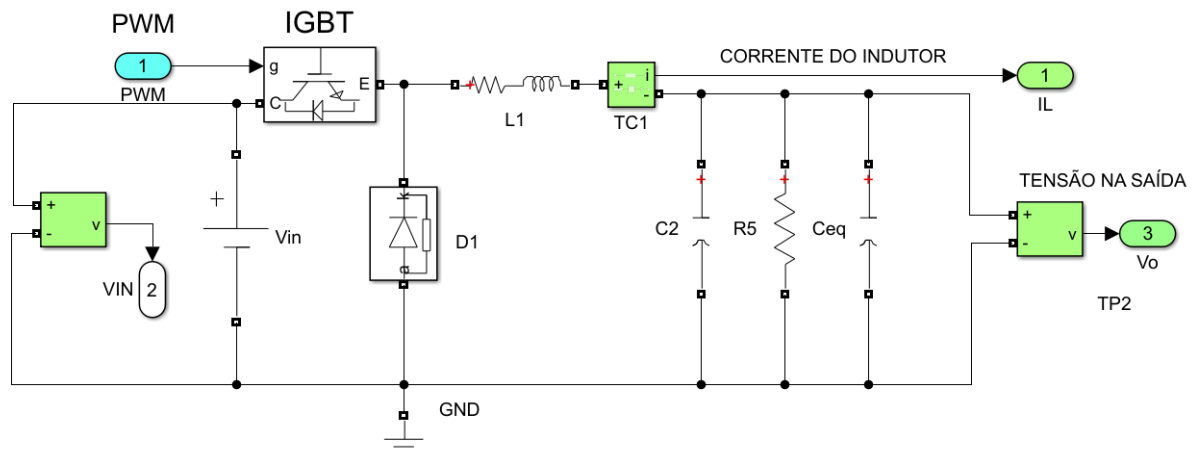 PWM
IGBT
1
PWM
g
C
E
+
L1
+
i
-
TC1
CORRENTE DO INDUTOR
1
IL
+
-
v
VIN
2
+
Vin
k
a
D1
+
C2
+
R5
+
Ceq
TENSÃO NA SAÍDA
+
-
v
3
Vo
TP2
GND